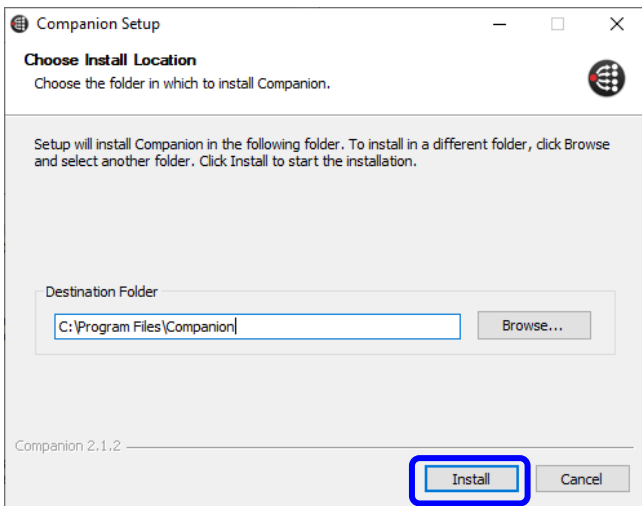 Companion Setup
Choose Install Location
Choose the folder in which to install Companion.
Setup will install Companion in the following folder. To install in a different folder, click Browse
and select another folder. Click Install to start the installation.
Destination Folder
C:\Program Files\Companion
Browse...
Companion 2.1.2
Install
Cancel